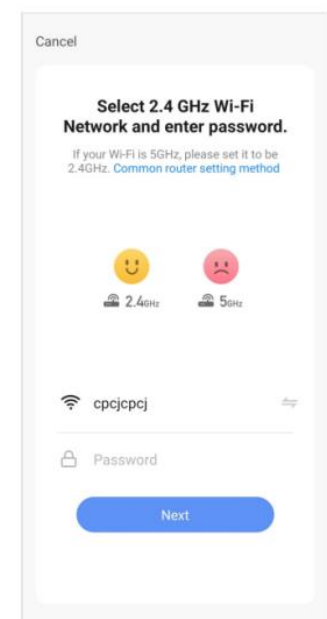 Cancel
Select 2.4 GHz Wi-Fi
Network and enter password.
If your Wi-Fi is 5GHz, please set it to be
2.4GHz. Common router setting method
2.4GHz 5GHz
cpcjcpcj
Password
Next